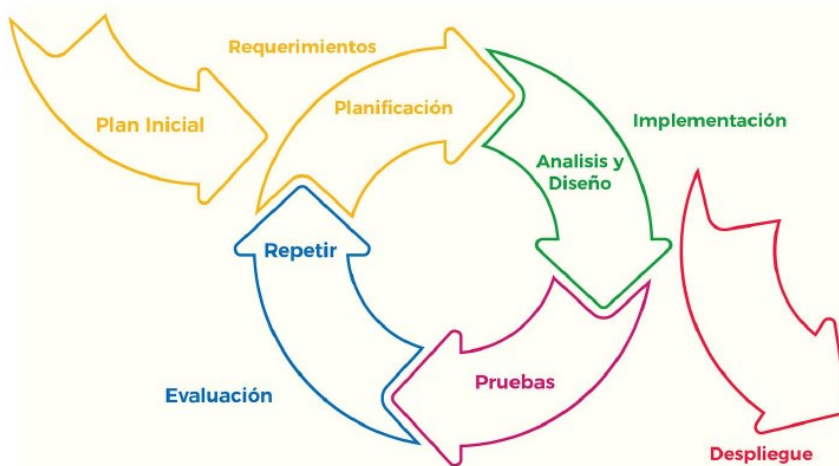 Requerimientos
Plan Inicial
Planificación
Implementación
Analisis y
Diseño
Repetir
Evaluación
Pruebas
Despliegue